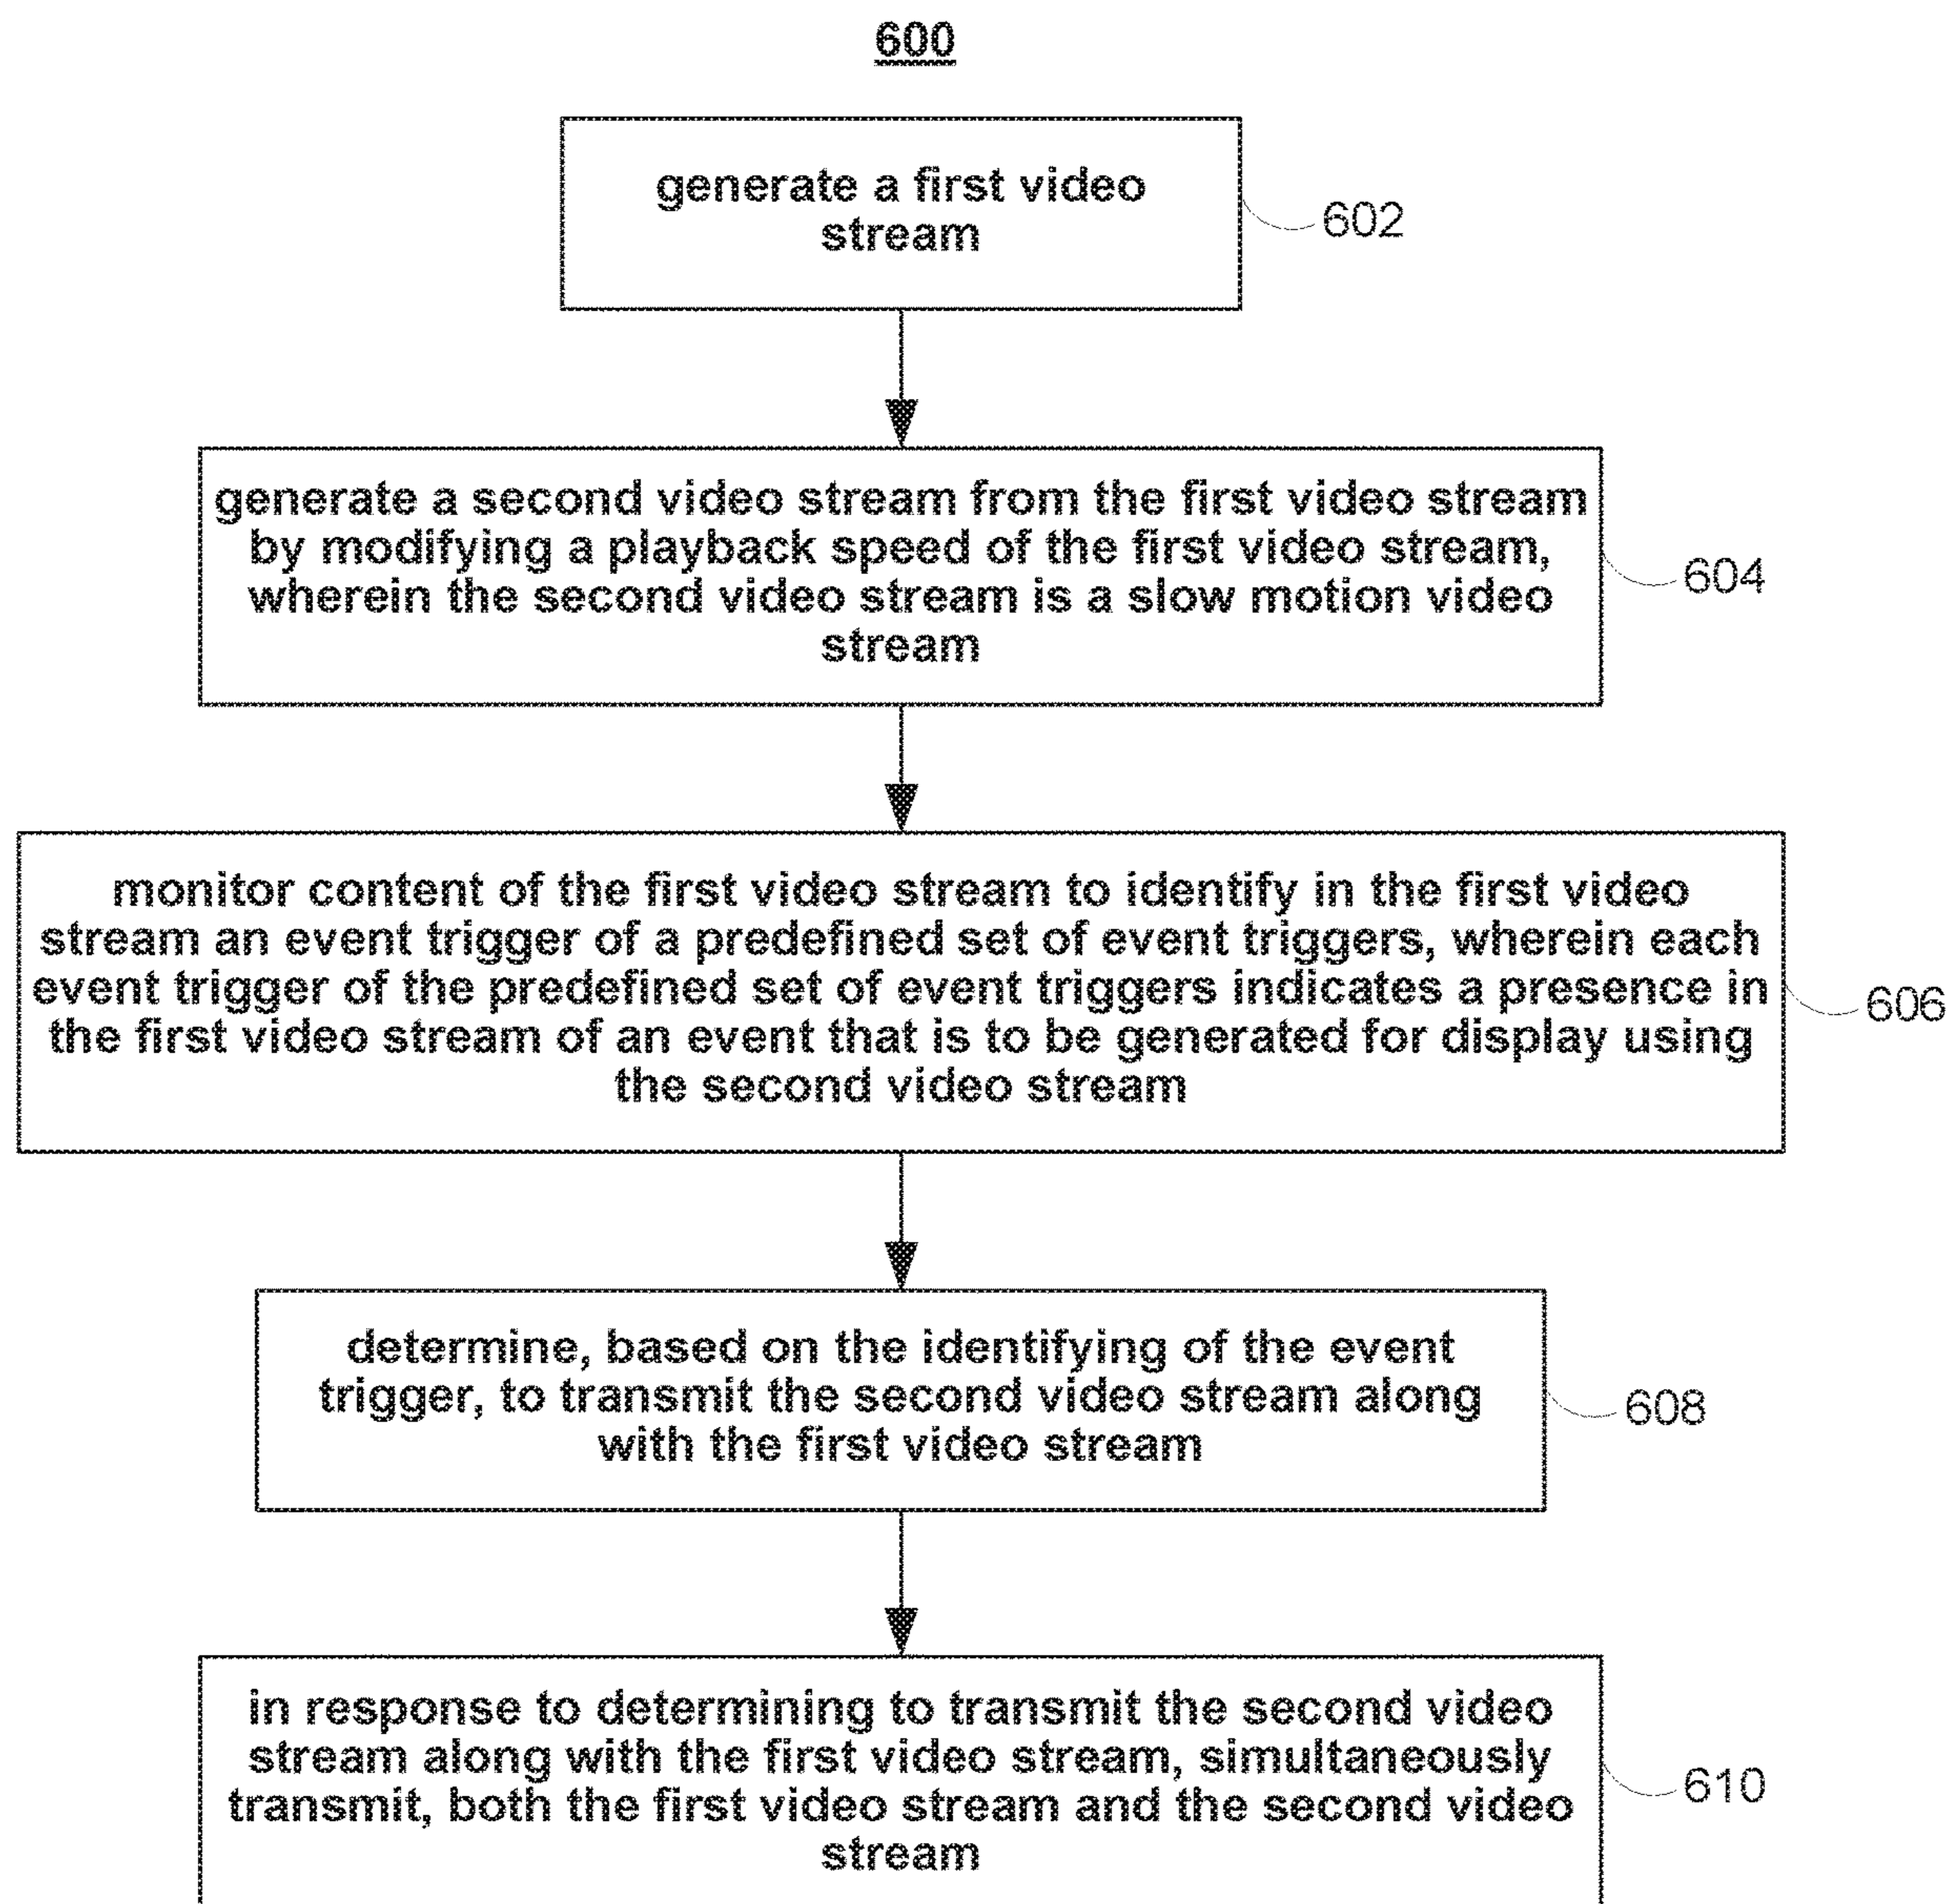 600
generate a first video
stream
602
generate a second video stream from the first video stream
by modifying a playback speed of the first video stream,
wherein the second video stream is a slow motion video
stream
604
monitor content of the first video stream to identify in the first video
stream an event trigger of a predefined set of event triggers, wherein each
event trigger of the predefined set of event triggers indicates a presence in
the first video stream of an event that is to be generated for display using
the second video stream
606
determine, based on the identifying of the event
trigger, to transmit the second video stream along
with the first video stream
608
in response to determining to transmit the second video
stream along with the first video stream, simultaneously
transmit, both the first video stream and the second video
stream
610